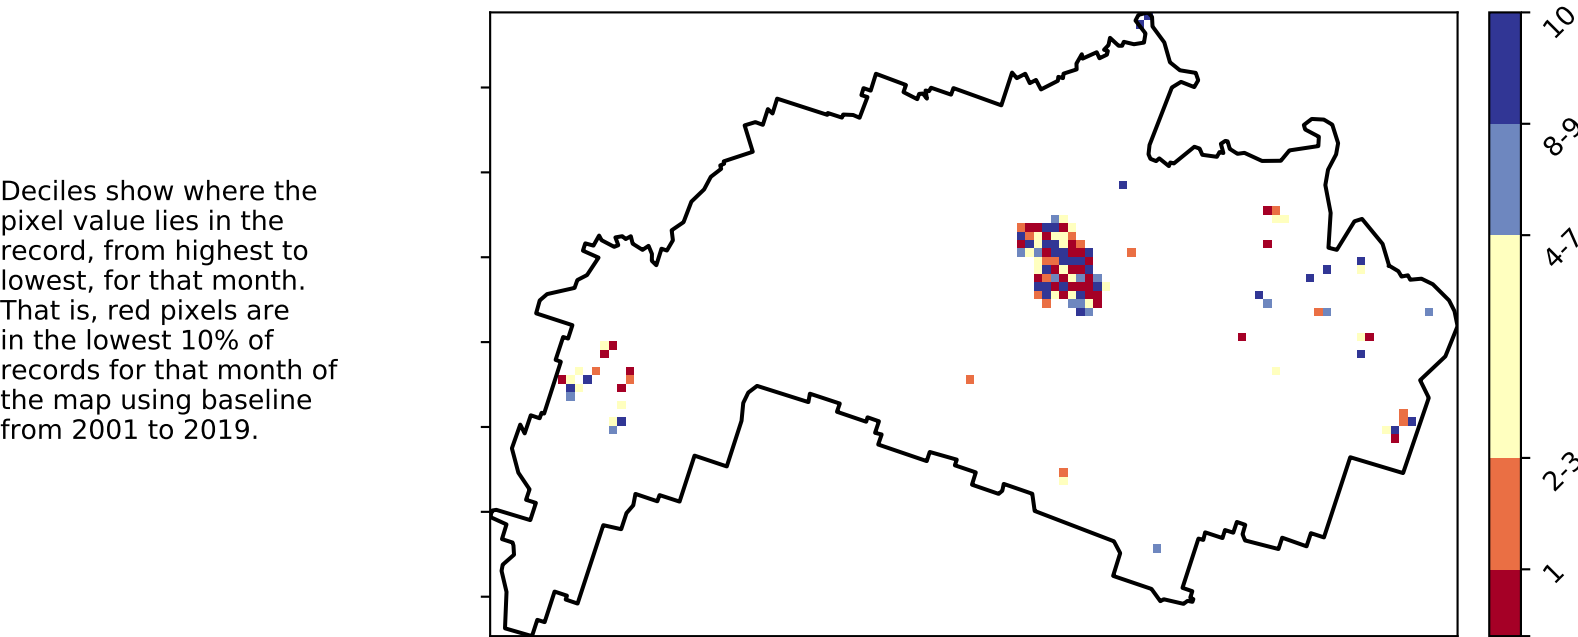 Deciles show where the
pixel value lies in the
record, from highest to
lowest, for that month.
That is, red pixels are
in the lowest 10% of
records for that month of
the map using baseline
from 2001 to 2019.
10
8-9
4-7
2-3
1